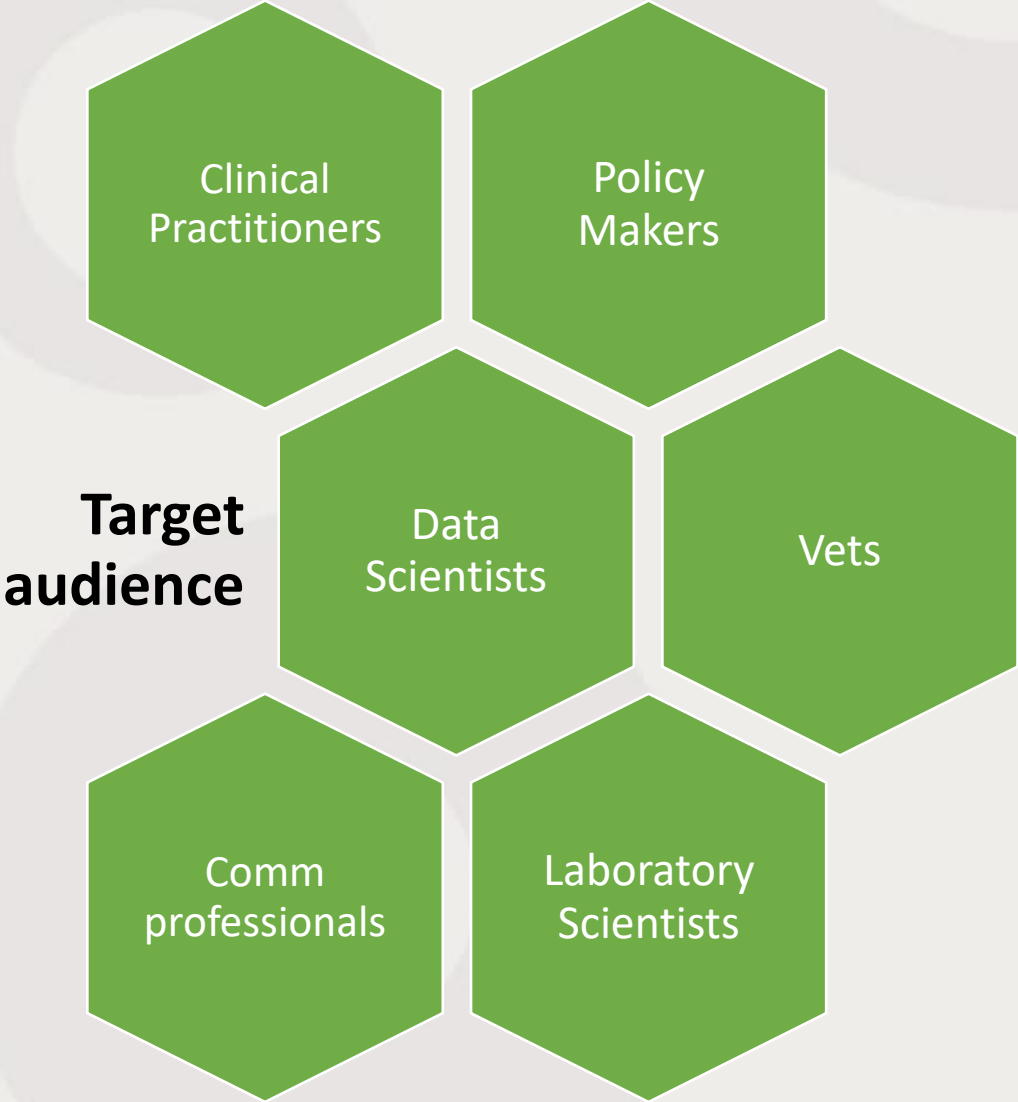 Clinical
Practitioners
Policy
Makers
Target
audience
Data
Scientists
Vets
Comm
professionals
Laboratory
Scientists